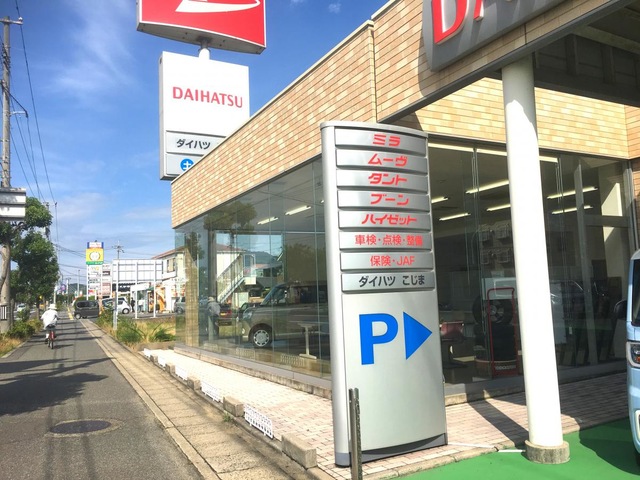 DAIHATSU
DAIHATSU
ダイハツ
ミラ
ムーヴ
タント
ブーン
ハイゼット
車検・点検・整備
保険・JAF
ダイハツ こじま
P